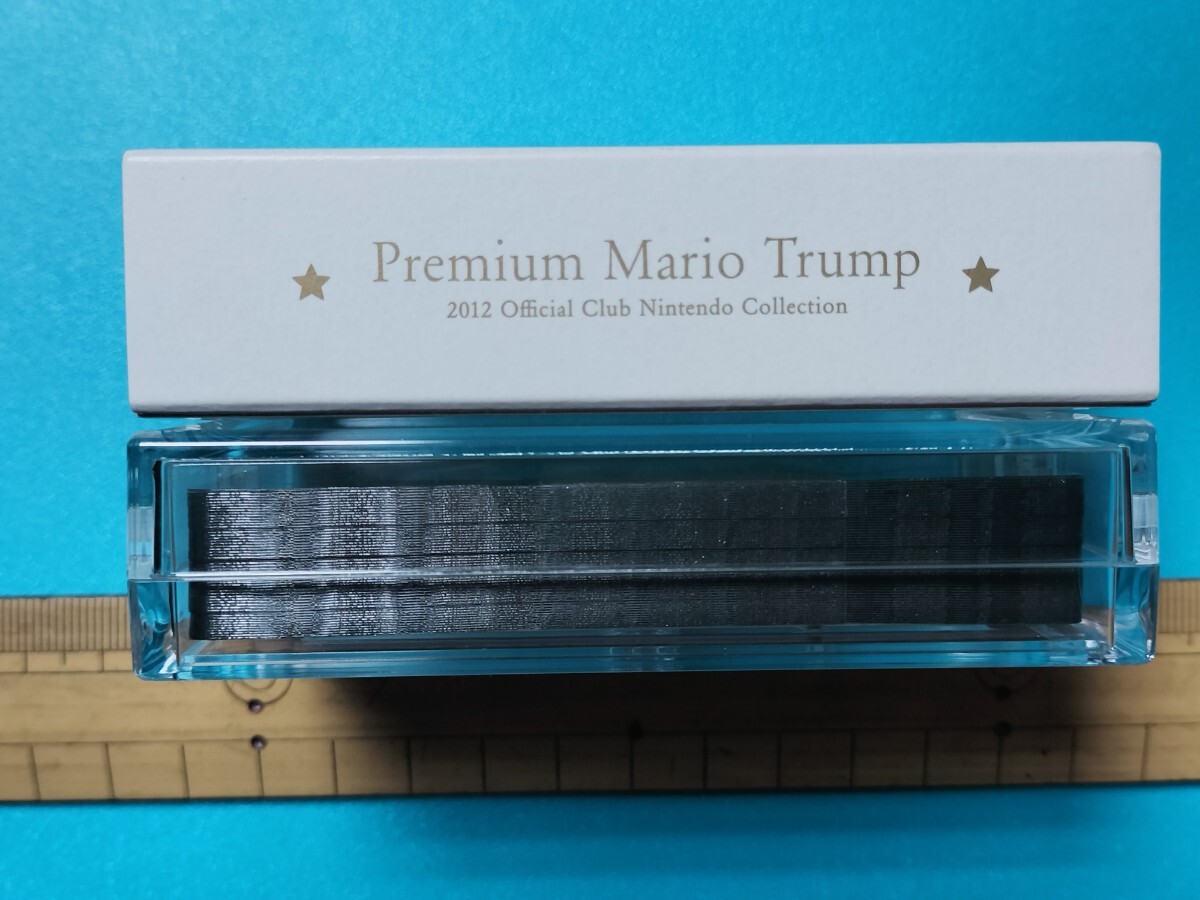 Premium Mario Trump
2012 Official Club Nintendo Collection